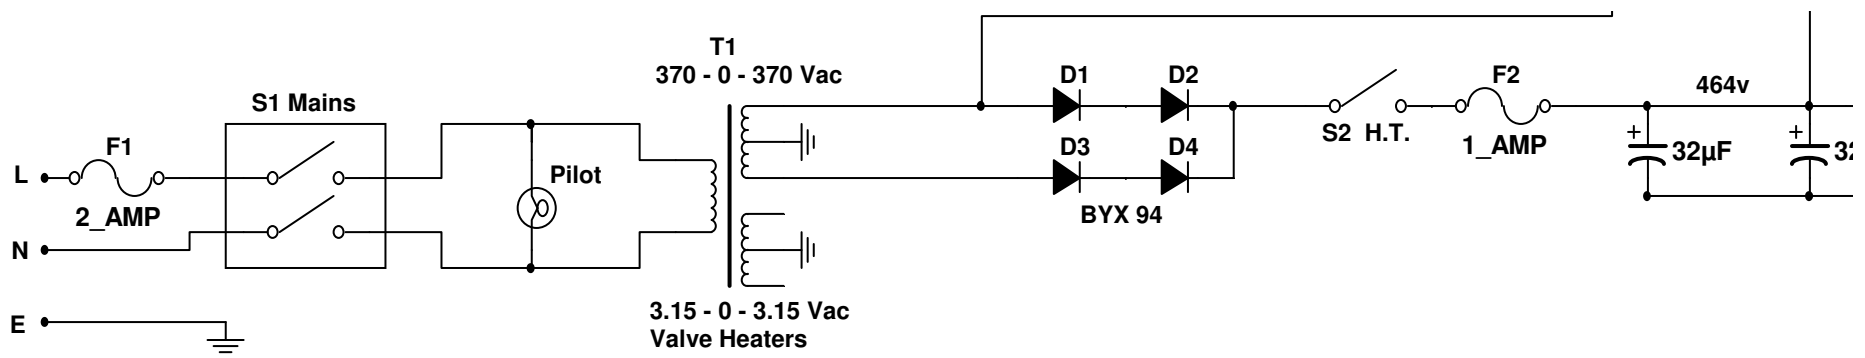 T1
370 - 0 - 370 Vac
S1 Mains
F1
L
2_AMP
N
E
Pilot
3.15 - 0 - 3.15 Vac
Valve Heaters
D1
D2
D3
D4
BYX 94
S2 H.T.
F2
1_AMP
464v
+
32µF
+
32